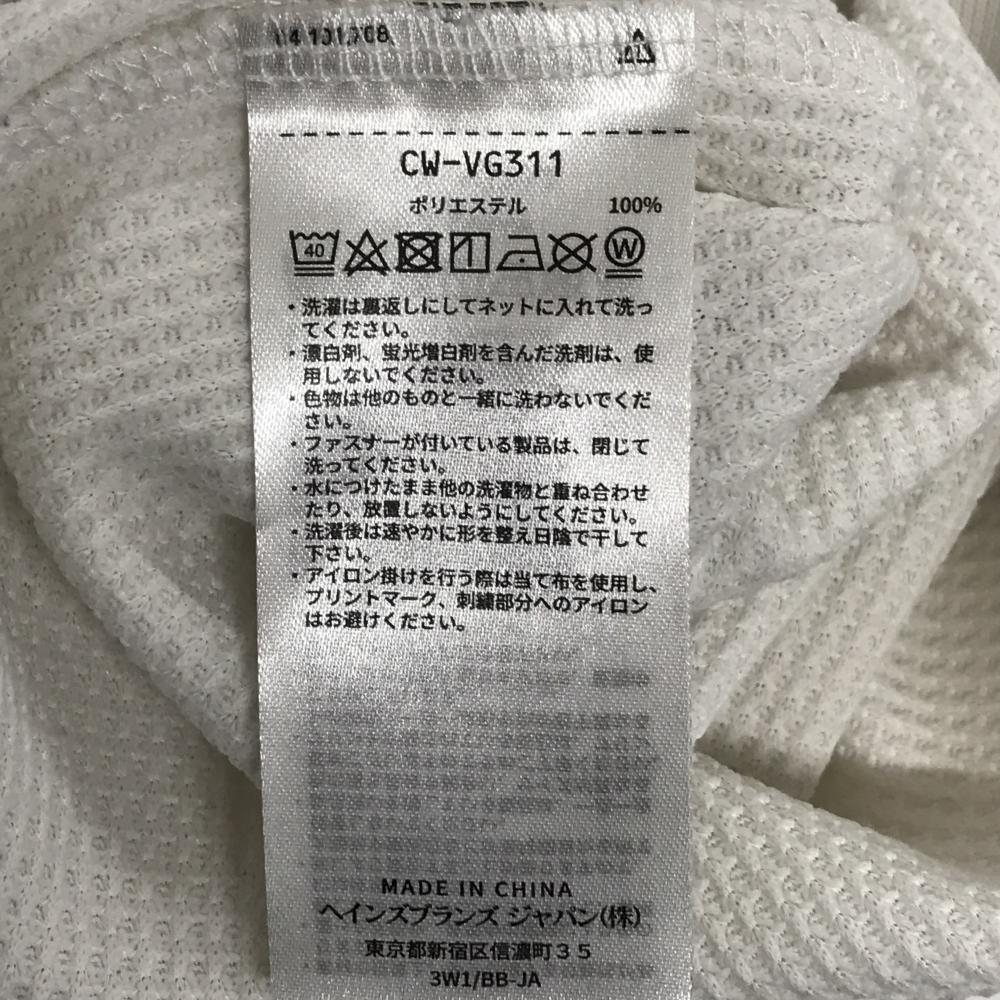 CW-VG311
ポリエステル 100%
40 W
・洗濯は裏返しにしてネットに入れて洗っ
てください。
・漂白剤、蛍光増白剤を含んだ洗剤は、使
用しないでください。
・色物は他のものと一緒に洗わないでくだ
さい。
・ファスナーが付いている製品は、閉じて
洗ってください。
・水につけたまま他の洗濯物と重ね合わせ
たり、放置しないようにしてください。
・洗濯後は速やかに形を整え日陰で干して
下さい。
・アイロン掛けを行う際は当て布を使用し、
プリントマーク、刺繍部分へのアイロン
はお避けください。
MADE IN CHINA
ヘインズブランズ ジャパン(株)
東京都新宿区信濃町35
3W1/BB-JA